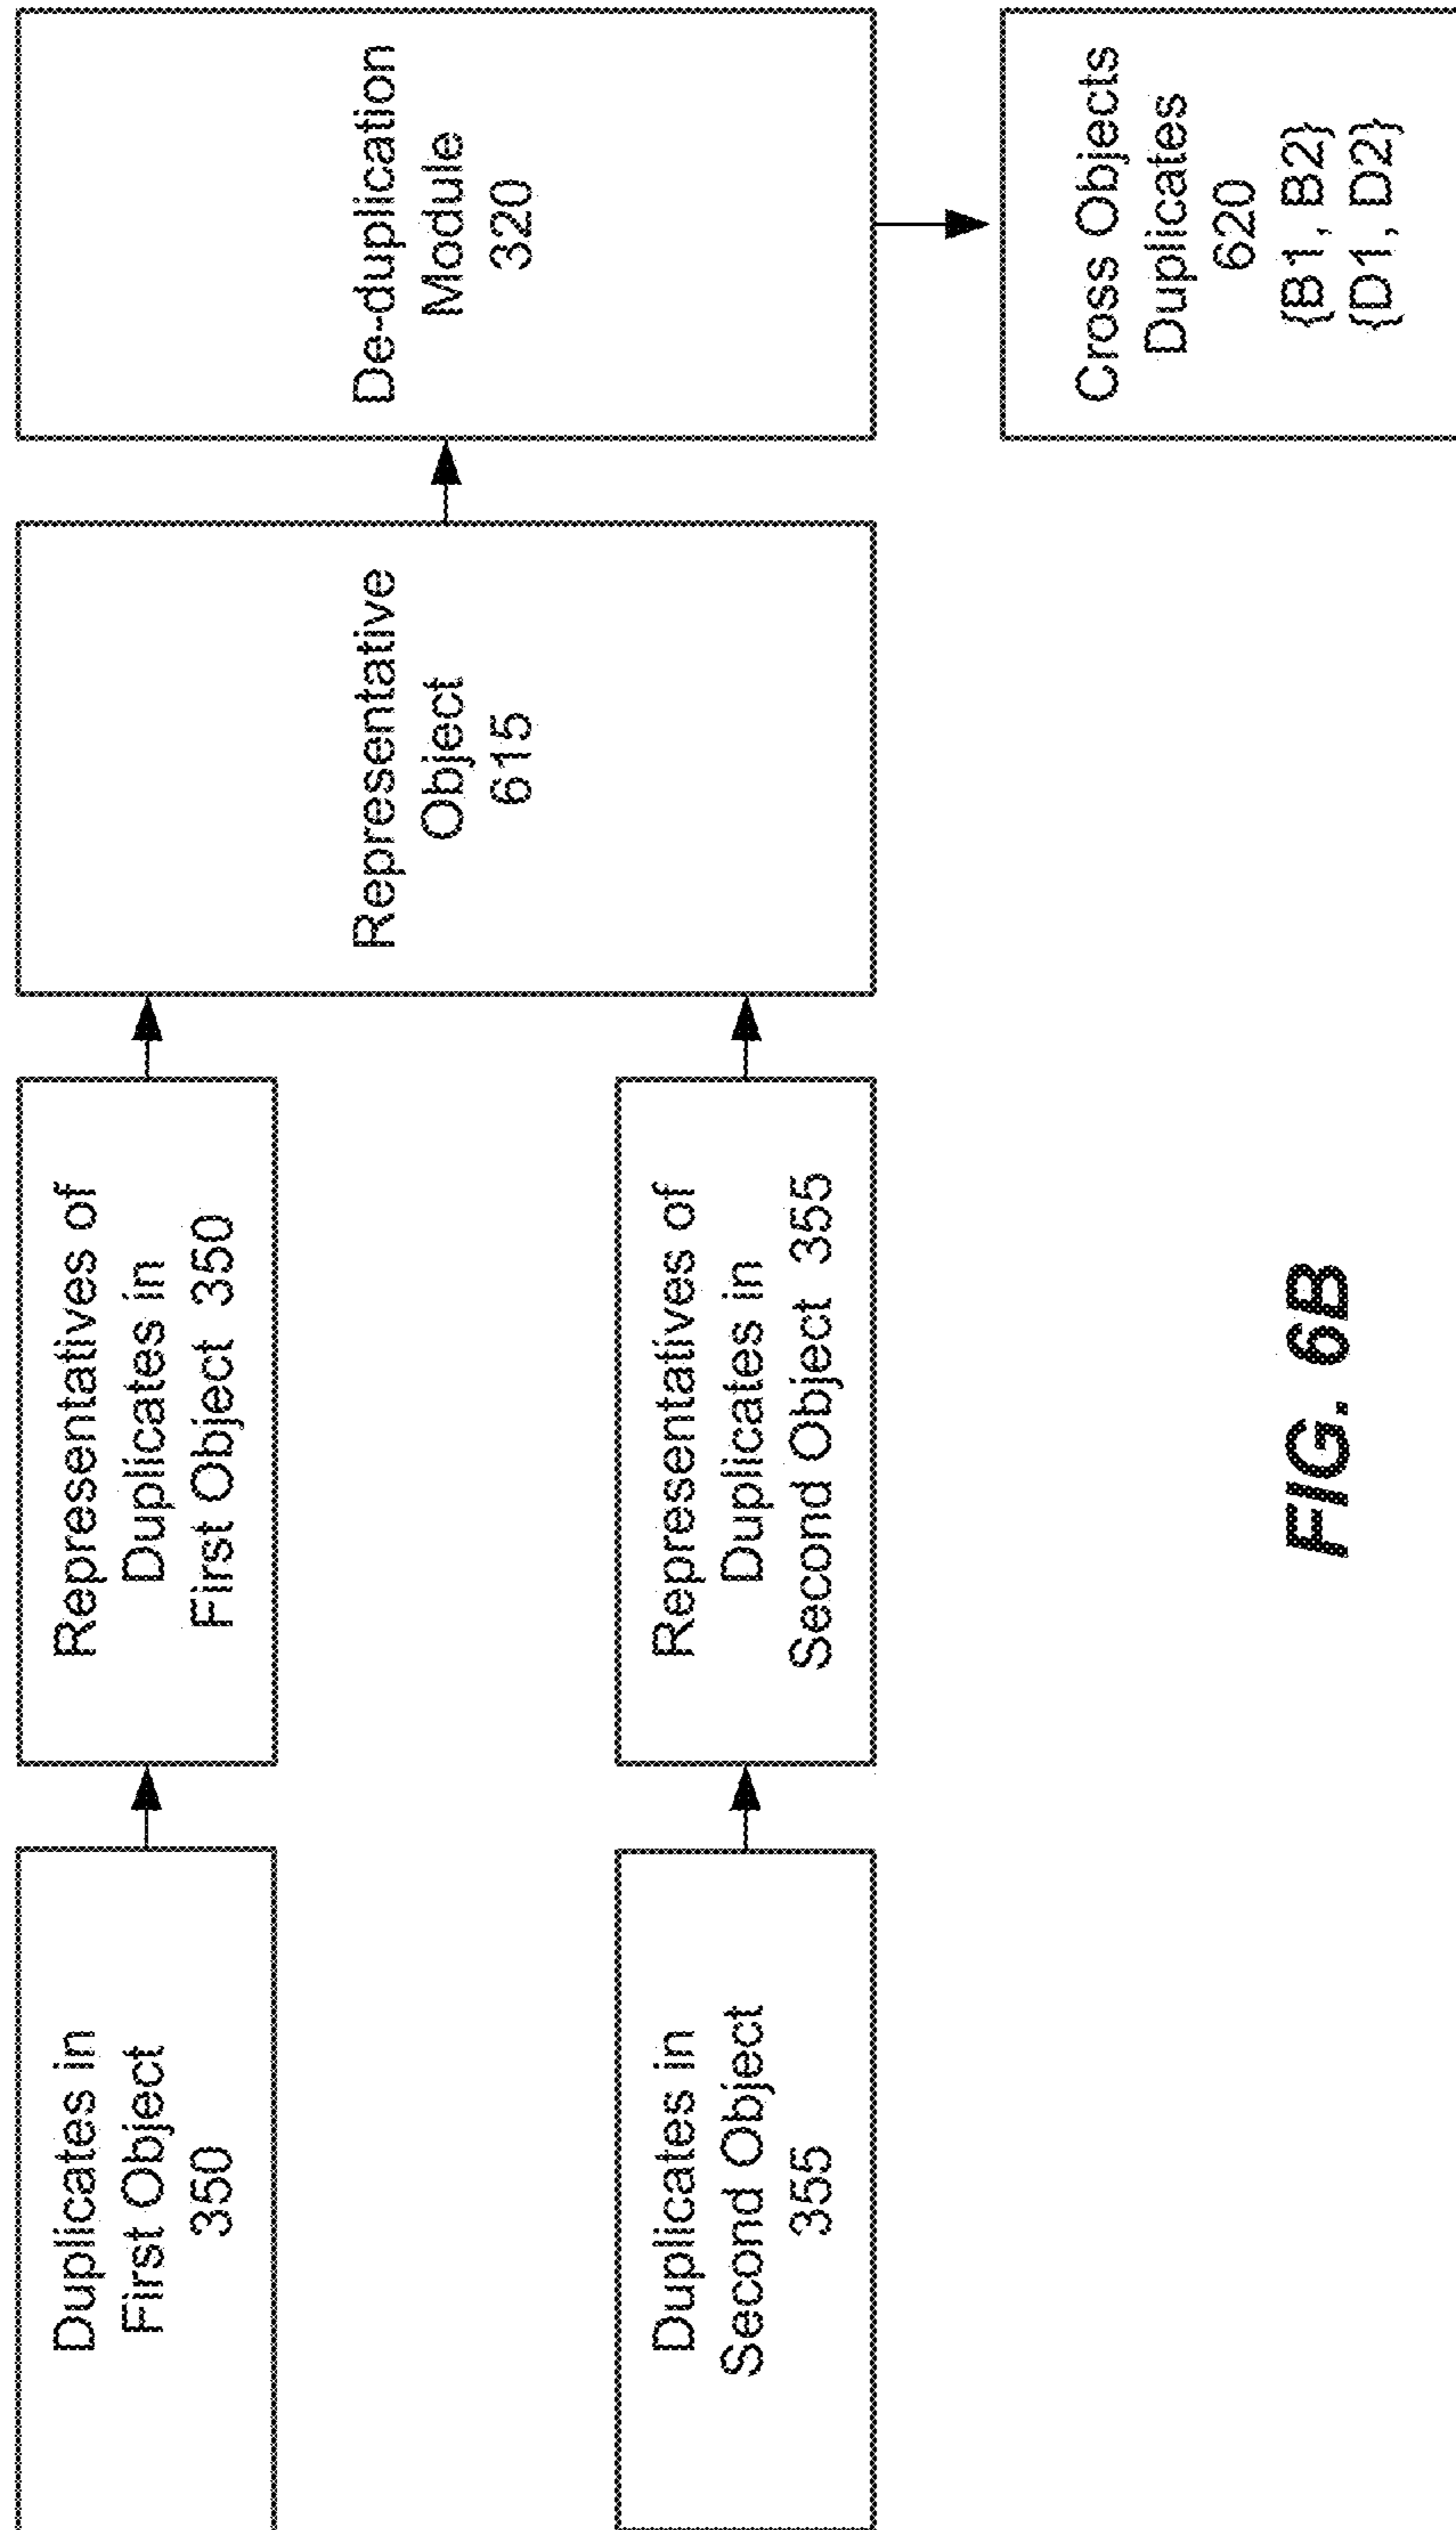 Duplicates in
First Object
350
Representatives of
Duplicates in
First Object 350
Representative
Object
615
De-duplication
Module
320
Duplicates in
Second Object
355
Representatives of
Duplicates in
Second Object 355
Cross Objects
Duplicates
620
{B1, B2}
{D1, D2}
FIG. 6B